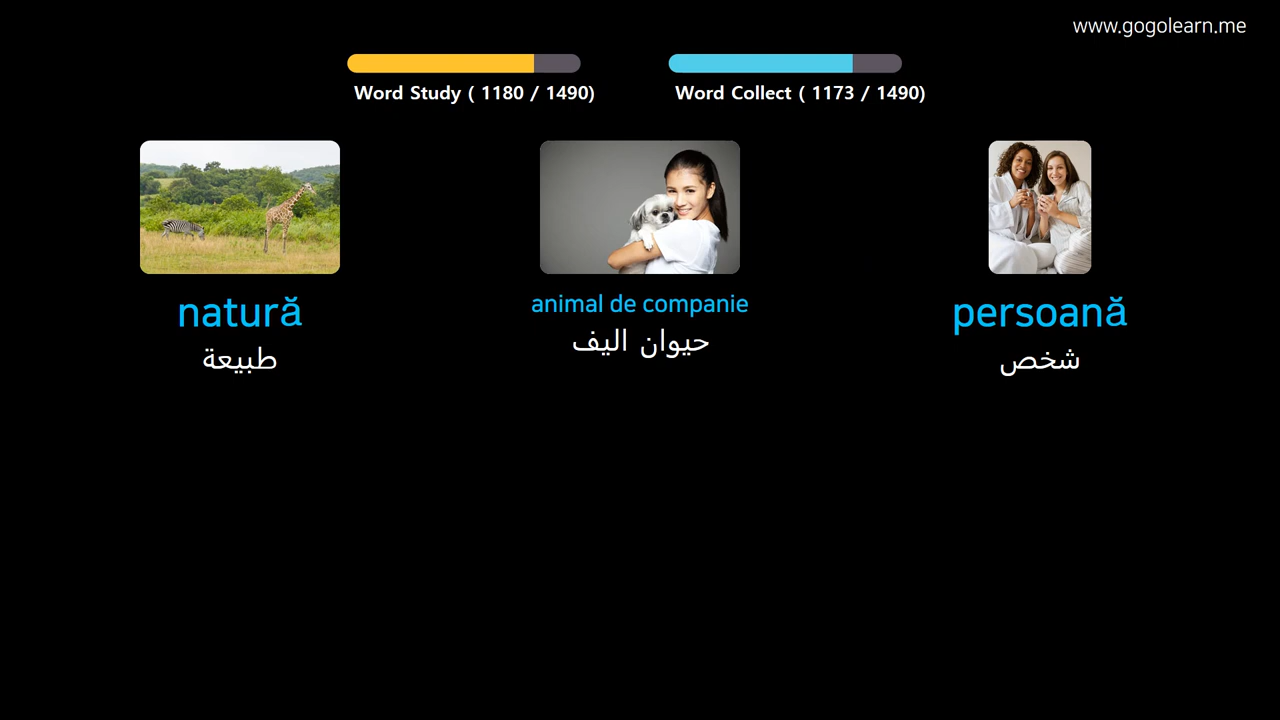 www.gogolearn.me
Word Study ( 1180 / 1490)
Word Collect ( 1173 / 1490)
natură
طبيعة
animal de companie
حيوان اليف
persoană
شخص